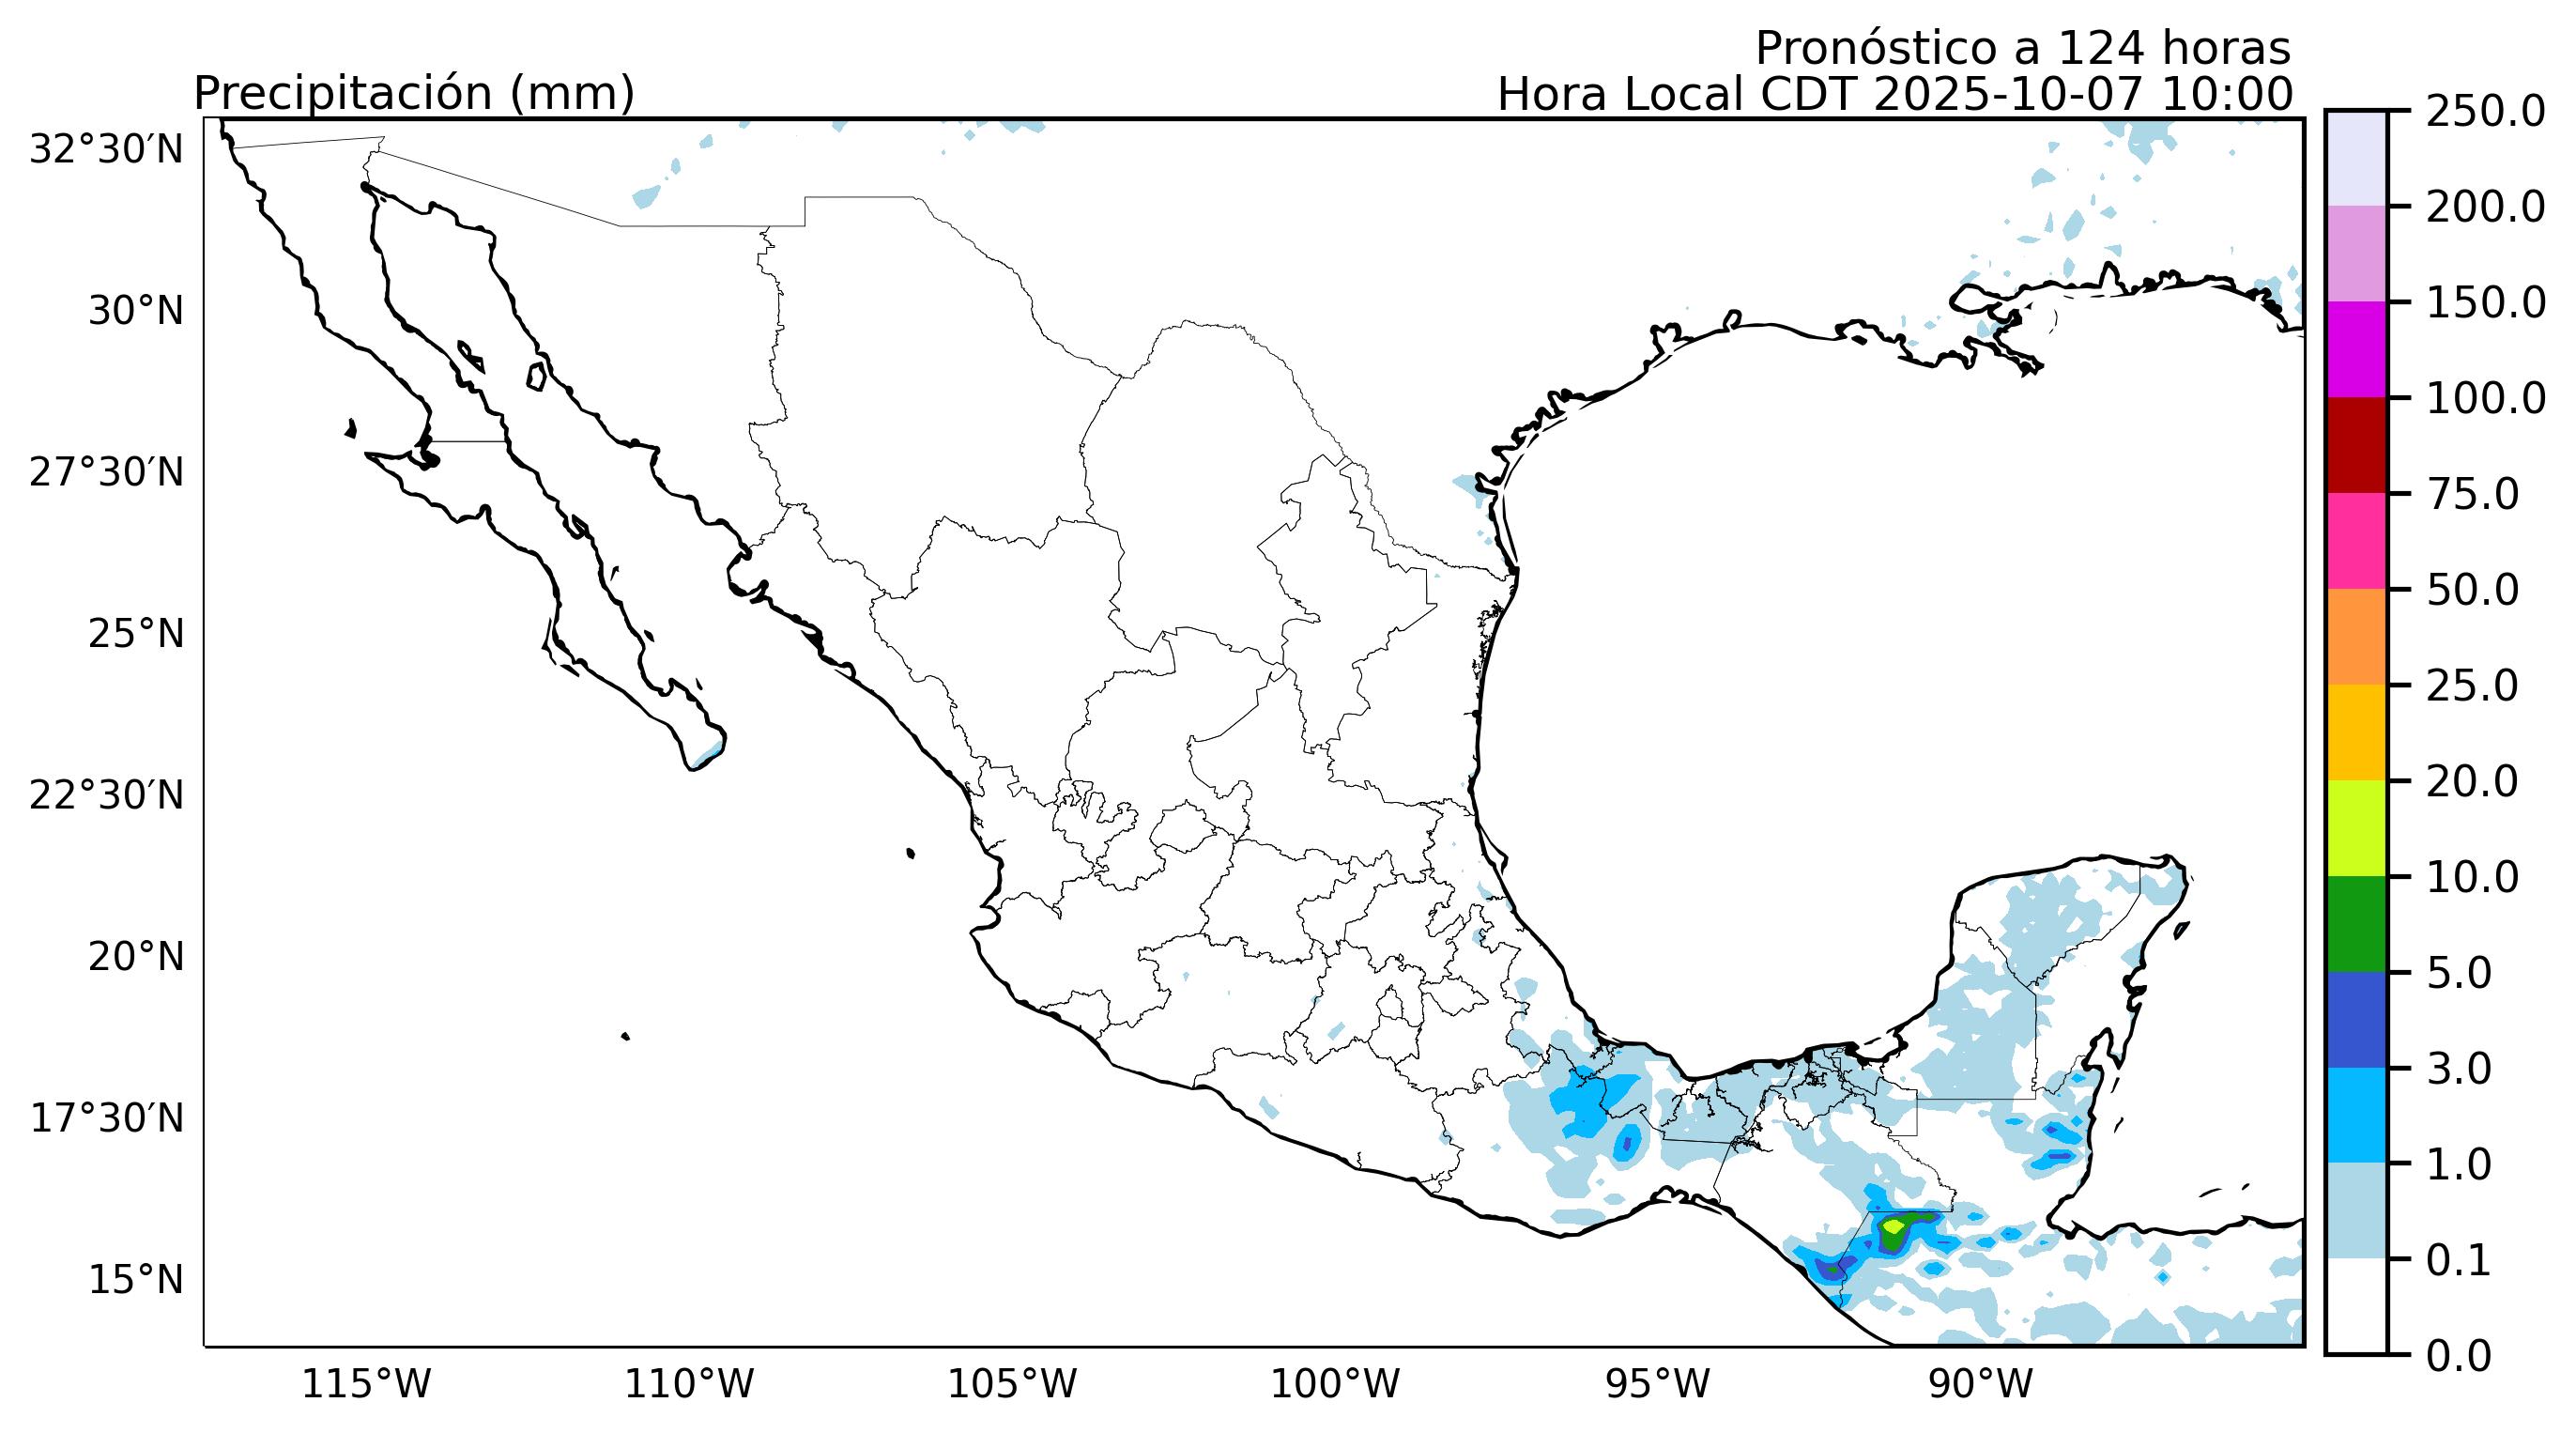 Pronóstico a 124 horas
Precipitación (mm)
Hora Local CDT 2025-10-07 10:00
32°30′N
30°N
27°30′N
25°N
22°30′N
20°N
17°30′N
15°N
115°W
110°W
105°W
100°W
95°W
90°W
250.0
200.0
150.0
100.0
75.0
50.0
25.0
20.0
10.0
5.0
3.0
1.0
0.1
0.0